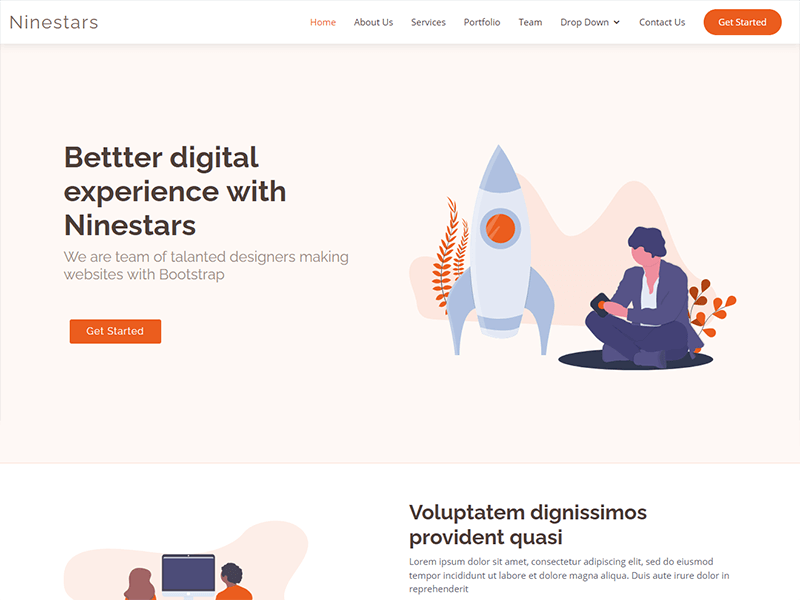 Ninestars
Home About Us Services Portfolio Team Drop Down Contact Us Get Started
Bettter digital
experience with
Ninestars
We are team of talanted designers making
websites with Bootstrap
Get Started
Voluptatem dignissimos
provident quasi
Lorem ipsum dolor sit amet, consectetur adipiscing elit, sed do eiusmod
tempor incididunt ut labore et dolore magna aliqua. Duis aute irure dolor in
reprehenderit